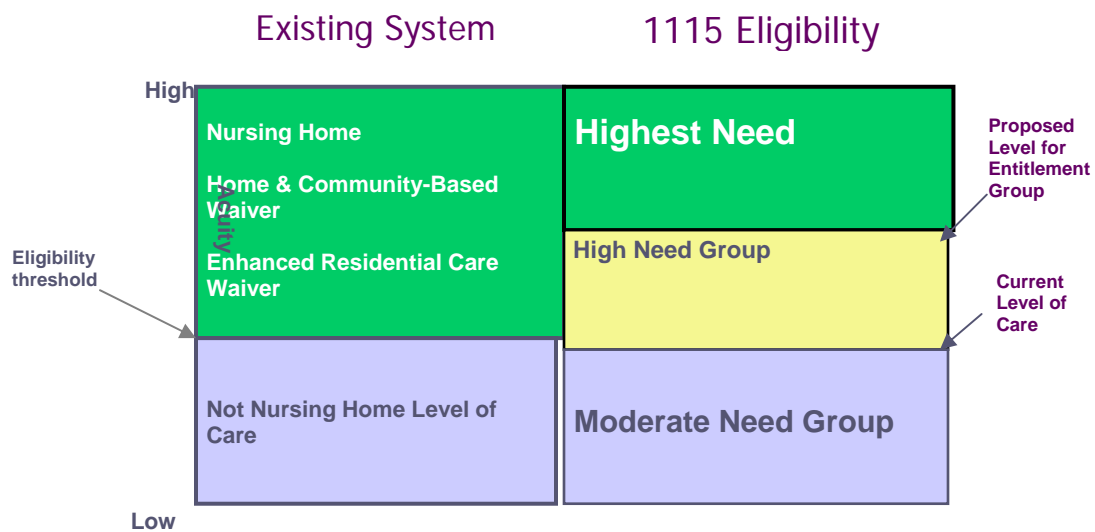 Existing System
1115 Eligibility
High
Nursing Home
Home & Community-Based
Waiver
Enhanced Residential Care
Waiver
Acuity
Eligibility
threshold
Not Nursing Home Level of
Care
Low
Highest Need
High Need Group
Moderate Need Group
Proposed
Level for
Entitlement
Group
Current
Level of
Care